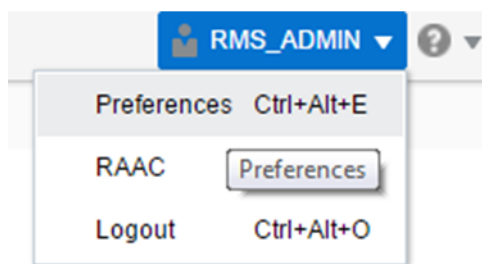 RMS_ADMIN
Preferences Ctrl+Alt+E
RAAC
Preferences
Logout Ctrl+Alt+O